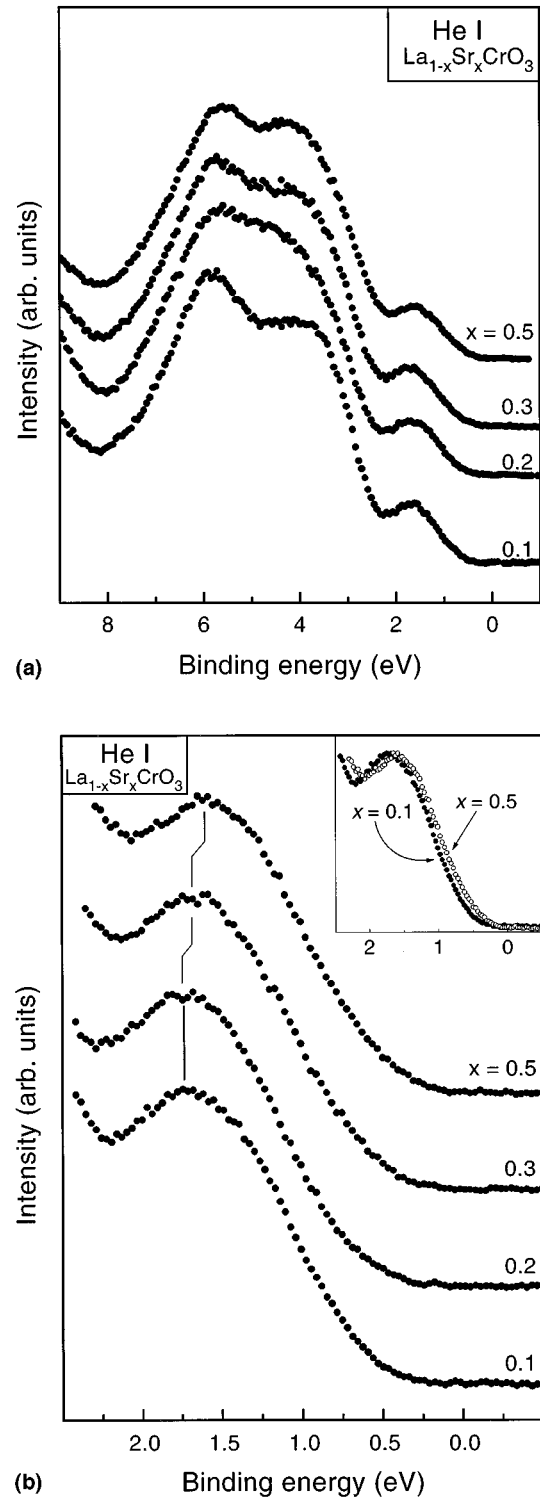 He I
La1-xSrxCrO3
Intensity (arb. units)
x = 0.5
0.3
0.2
0.1
8 6 4 2 0
(a) Binding energy (eV)
He I
La1-xSrxCrO3
x = 0.1
x = 0.5
2 1 0
Intensity (arb. units)
x = 0.5
0.3
0.2
0.1
2.0 1.5 1.0 0.5 0.0
(b) Binding energy (eV)